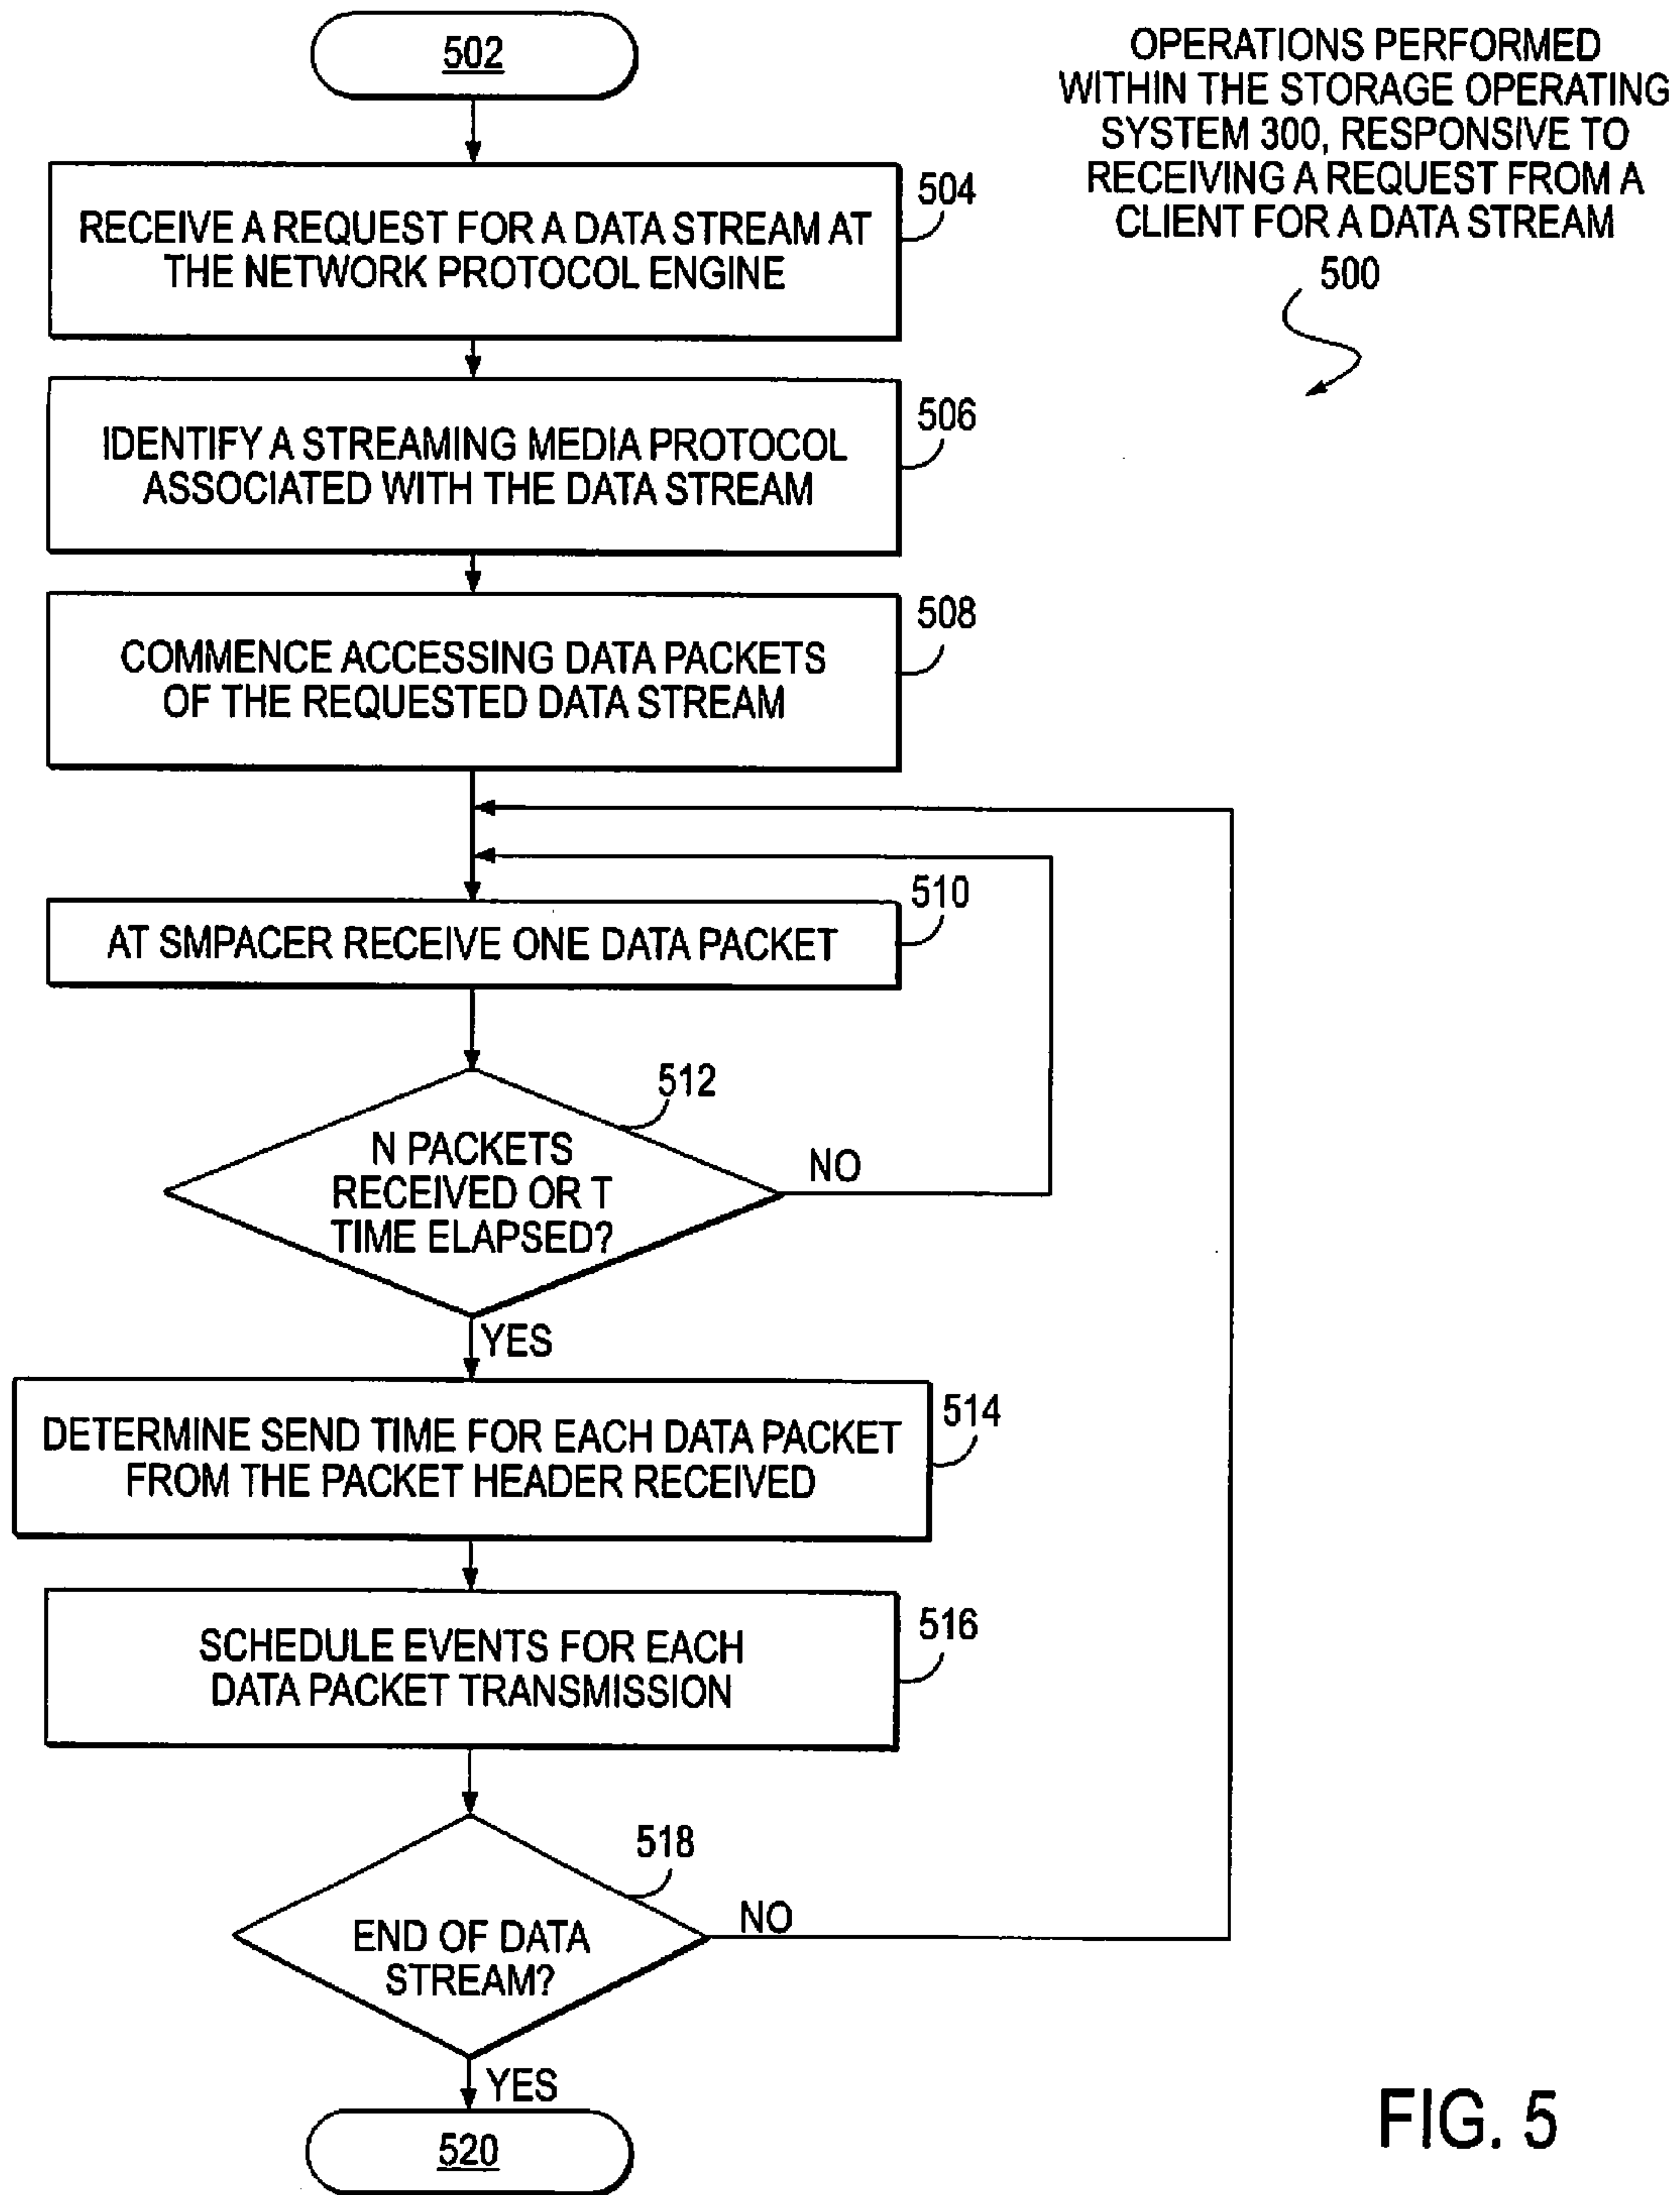 502
OPERATIONS PERFORMED
WITHIN THE STORAGE OPERATING
SYSTEM 300, RESPONSIVE TO
RECEIVING A REQUEST FROM A
CLIENT FOR A DATA STREAM
500
504
RECEIVE A REQUEST FOR A DATA STREAM AT
THE NETWORK PROTOCOL ENGINE
506
IDENTIFY A STREAMING MEDIA PROTOCOL
ASSOCIATED WITH THE DATA STREAM
508
COMMENCE ACCESSING DATA PACKETS
OF THE REQUESTED DATA STREAM
510
AT SMPACER RECEIVE ONE DATA PACKET
512
N PACKETS
RECEIVED OR T
TIME ELAPSED?
NO
YES
514
DETERMINE SEND TIME FOR EACH DATA PACKET
FROM THE PACKET HEADER RECEIVED
516
SCHEDULE EVENTS FOR EACH
DATA PACKET TRANSMISSION
518
END OF DATA
STREAM?
NO
YES
520
FIG. 5